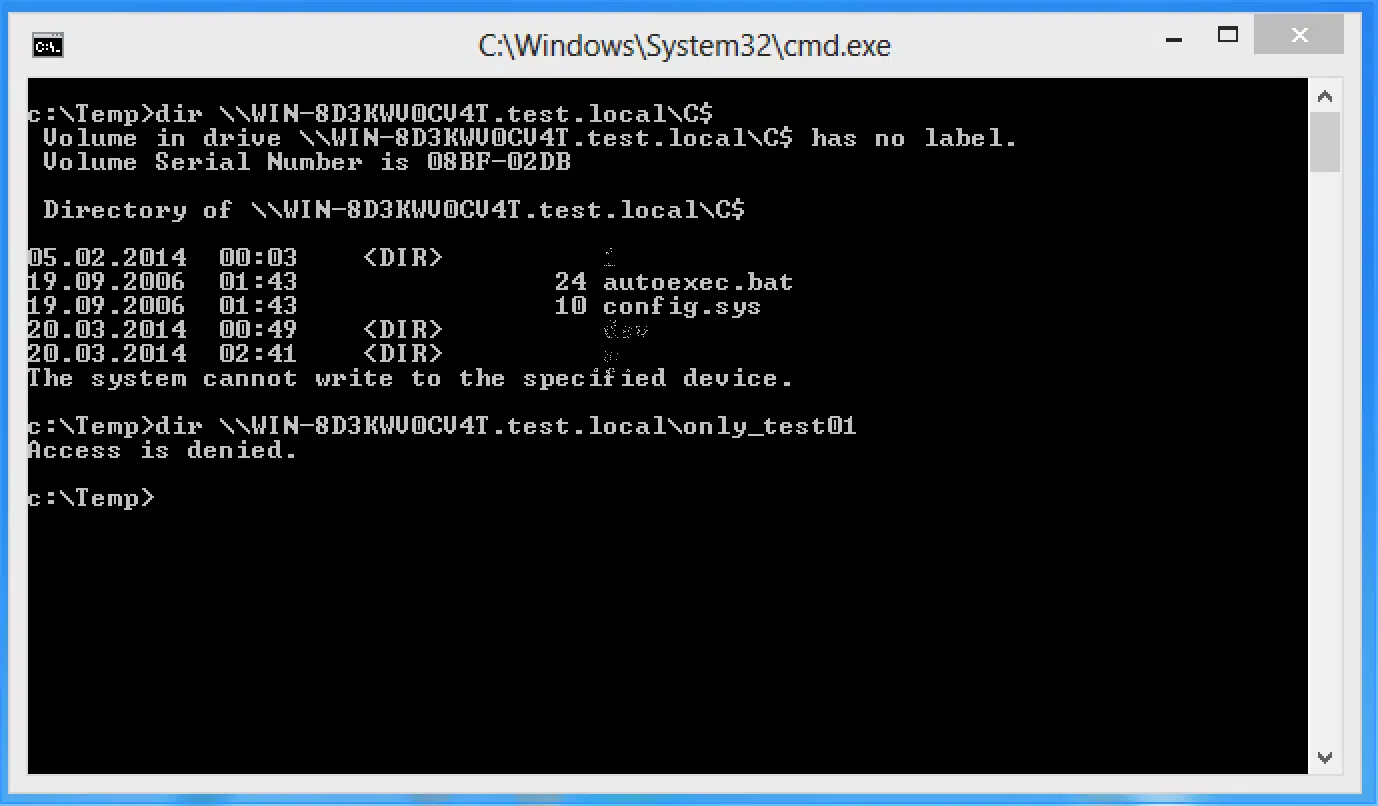 C:\Windows\System32\cmd.exe
c:\Temp>dir \\WIN-8D3KWV0CV4T.test.local\C$
Volume in drive \\WIN-8D3KWV0CV4T.test.local\C$ has no label.
Volume Serial Number is 08BF-02DB
Directory of \\WIN-8D3KWV0CV4T.test.local\C$
05.02.2014 00:03 <DIR>
19.09.2006 01:43 24 autoexec.bat
19.09.2006 01:43 10 config.sys
20.03.2014 00:49 <DIR>
20.03.2014 02:41 <DIR>
The system cannot write to the specified device.
c:\Temp>dir \\WIN-8D3KWV0CV4T.test.local\only_test01
Access is denied.
c:\Temp>